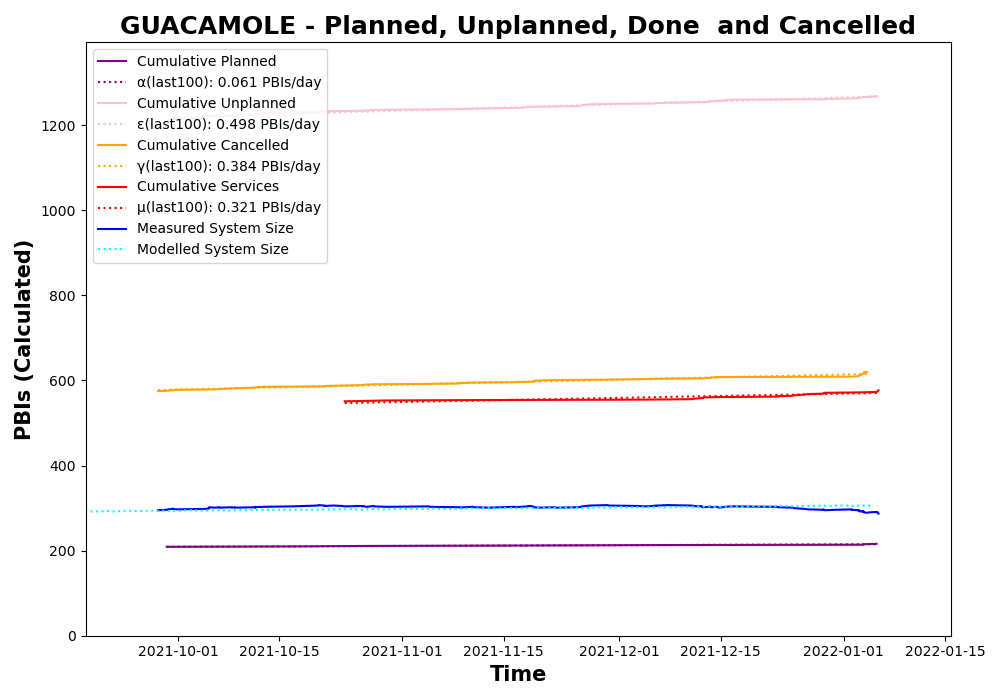 GUACAMOLE - Planned, Unplanned, Done  and Cancelled
Cumulative Planned
α(last100): 0.061 PBIs/day
Cumulative Unplanned
ε(last100): 0.498 PBIs/day
Cumulative Cancelled
γ(last100): 0.384 PBIs/day
Cumulative Services
μ(last100): 0.321 PBIs/day
Measured System Size
Modelled System Size
PBIs (Calculated)
1200
1000
800
600
400
200
0
2021-10-01
2021-10-15
2021-11-01
2021-11-15
2021-12-01
2021-12-15
2022-01-01
2022-01-15
Time